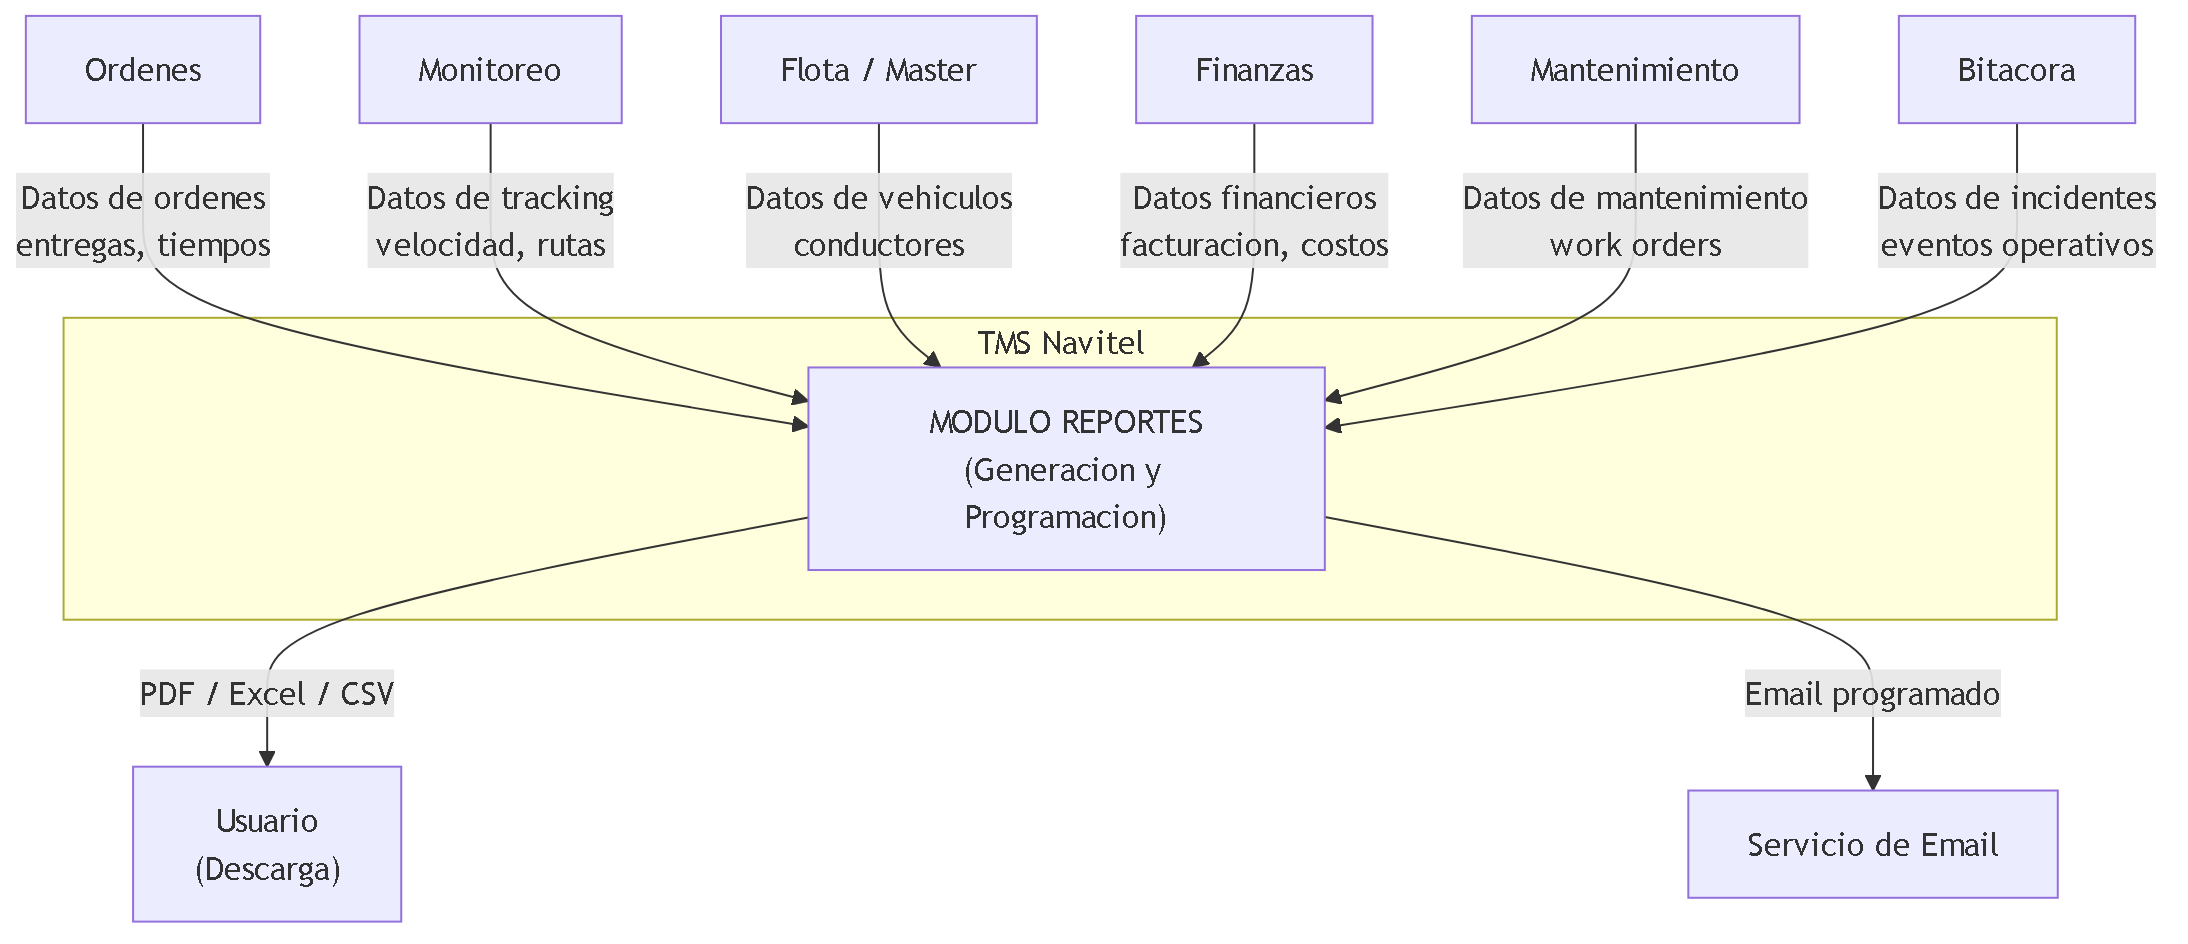 Ordenes
Monitoreo
Flota / Master
Finanzas
Mantenimiento
Bitacora
Datos de ordenes
entregas, tiempos
Datos de tracking
velocidad, rutas
Datos de vehiculos
conductores
Datos financieros
facturacion, costos
Datos de mantenimiento
work orders
Datos de incidentes
eventos operativos
TMS Navitel
MODULO REPORTES
(Generacion y
Programacion)
PDF / Excel / CSV
Email programado
Usuario
(Descarga)
Servicio de Email